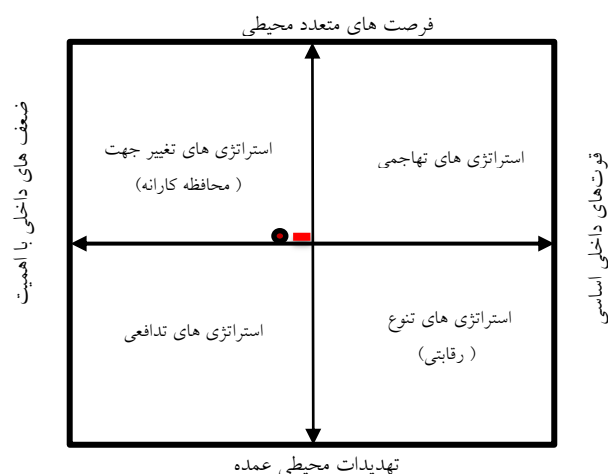 فرصت های متعدد محیطی
ضعف های داخلی با اهمیت
قوت‌های داخلی اساسی
استراتژی های تهاجمی
استراتژی های تغییر جهت
( محافظه کارانه)
استراتژی های تنوع
( رقابتی)
استراتژی های تدافعی
تهدیدات محیطی عمده